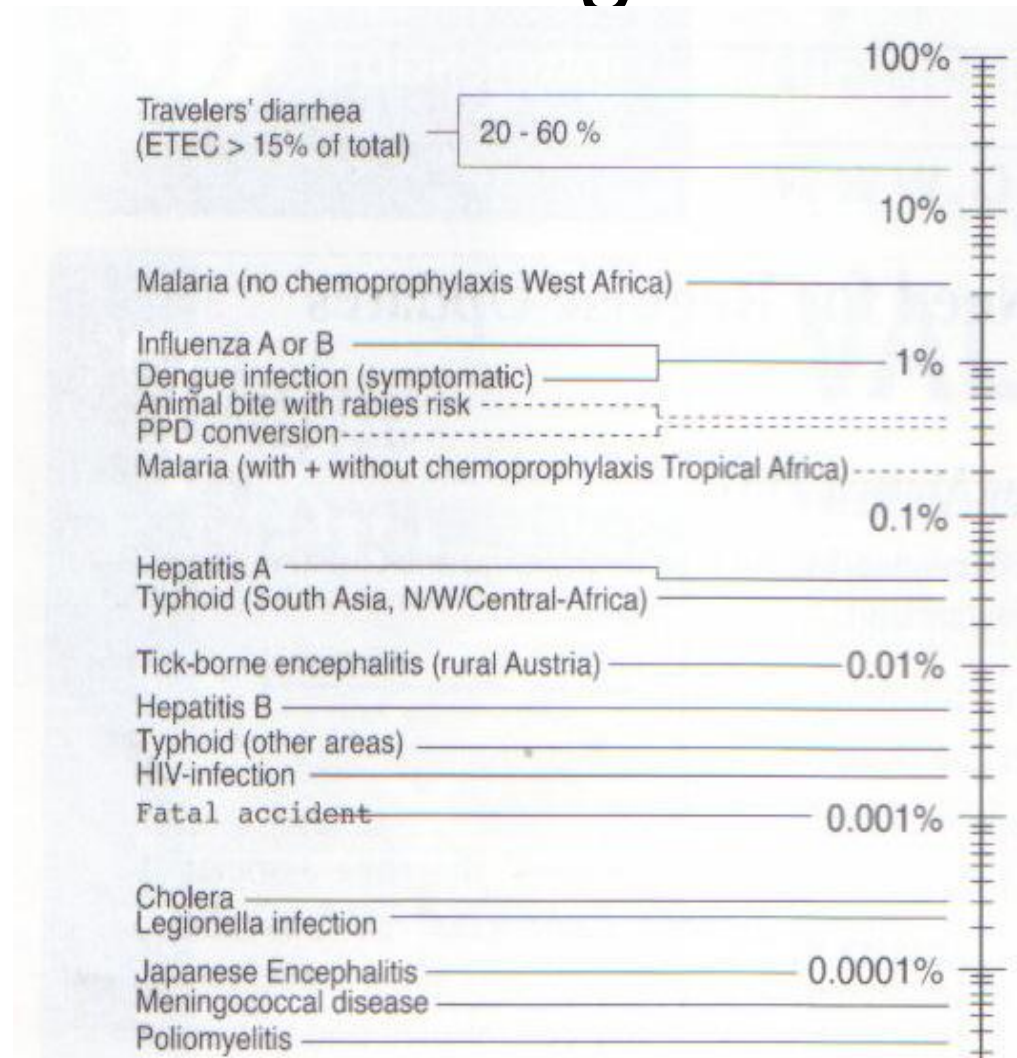 100%
Travelers' diarrhea
(ETEC > 15% of total)
20 - 60 %
10%
Malaria (no chemoprophylaxis West Africa)
Influenza A or B
1%
Dengue infection (symptomatic)
Animal bite with rabies risk
PPD conversion
Malaria (with + without chemoprophylaxis Tropical Africa)
0.1%
Hepatitis A
Typhoid (South Asia, N/W/Central-Africa)
Tick-borne encephalitis (rural Austria)
0.01%
Hepatitis B
Typhoid (other areas)
HIV-infection
Fatal accident
0.001%
Cholera
Legionella infection
Japanese Encephalitis
0.0001%
Meningococcal disease
Poliomyelitis